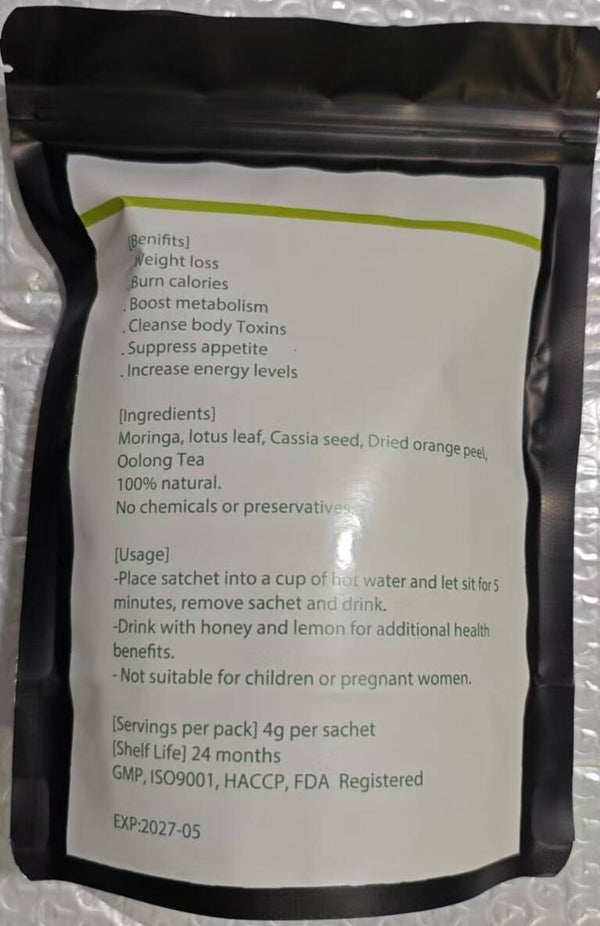 [Benifits]
Weight loss
.Burn calories
.Boost metabolism
.Cleanse body Toxins
.Suppress appetite
.Increase energy levels
[Ingredients]
Moringa, lotus leaf, Cassia seed, Dried orange peel,
Oolong Tea
100% natural.
No chemicals or preservatives.
[Usage]
-Place satchet into a cup of hot water and let sit for 5
minutes, remove sachet and drink.
-Drink with honey and lemon for additional health
benefits.
- Not suitable for children or pregnant women.
[Servings per pack] 4g per sachet
[Shelf Life] 24 months
GMP, ISO9001, HACCP, FDA Registered
EXP:2027-05